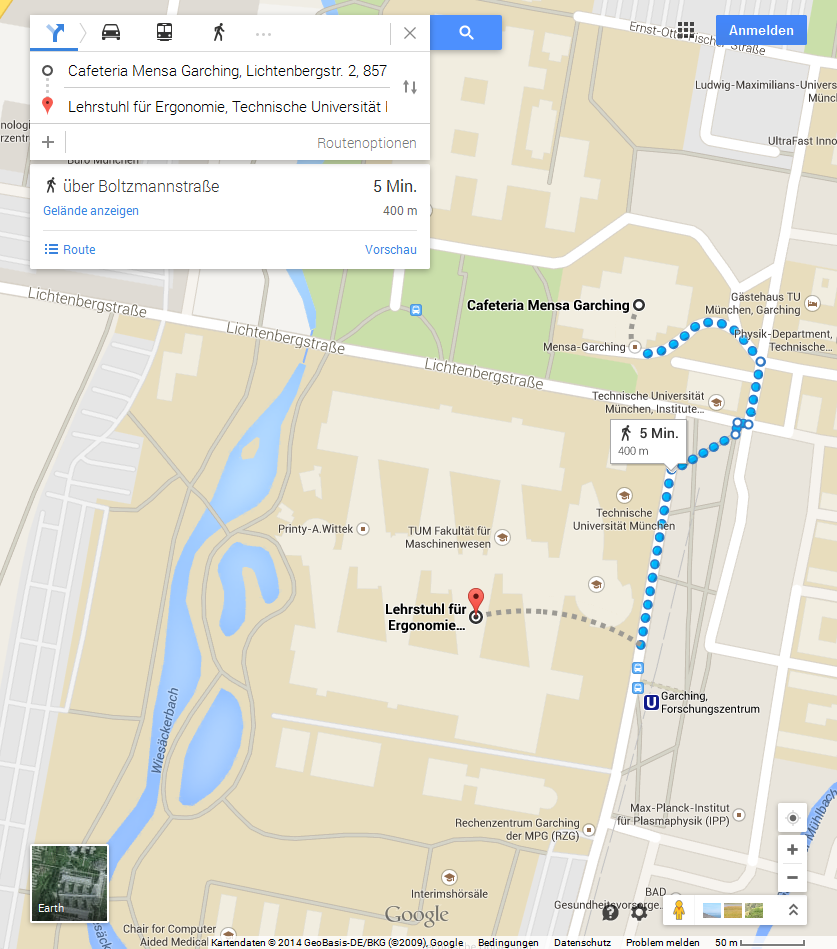 Anmelden
Cafeteria Mensa Garching, Lichtenbergstr. 2, 857
Lehrstuhl für Ergonomie, Technische Universität
Routenoptionen
über Boltzmannstraße
5 Min.
Gelände anzeigen
400 m
Route
Vorschau
Ernst-Otto-Fischer-Straße
Ludwig-Maximilians-Univers
Münc
UltraFast Innov
Büro München
Lichtenbergstraße
Lichtenbergstraße
Lichtenbergstraße
Cafeteria Mensa Garching
Mensa-Garching
Gästehaus TU
München, Garching
Physik-Department,
Technische...
Technische Universität
München, Institute...
5 Min.
400 m
Technische
Universität München
Printy-A.Wittek
TUM Fakultät für
Maschinenwesen
Lehrstuhl für
Ergonomie...
Garching,
Forschungszentrum
Wiesäckerbach
Mühlbach
Max-Planck-Institut
für Plasmaphysik (IPP)
Rechenzentrum Garching
der MPG (RZG)
Interimshörsäle
BAD
Gesundheitsvorsorge...
Chair for Computer
Aided Medical
Earth
Google
Kartendaten © 2014 GeoBasis-DE/BKG (©2009), Google
Bedingungen
Datenschutz
Problem melden
50 m